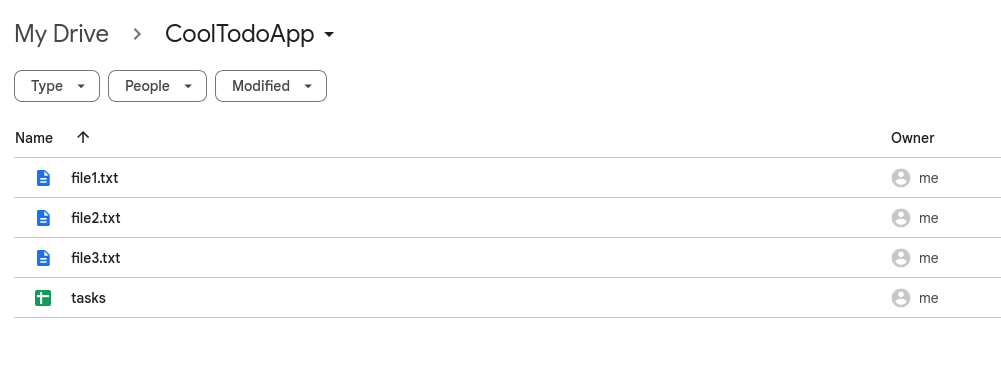 My Drive > CoolTodoApp
Type People Modified
Name Owner
file1.txt me
file2.txt me
file3.txt me
tasks me